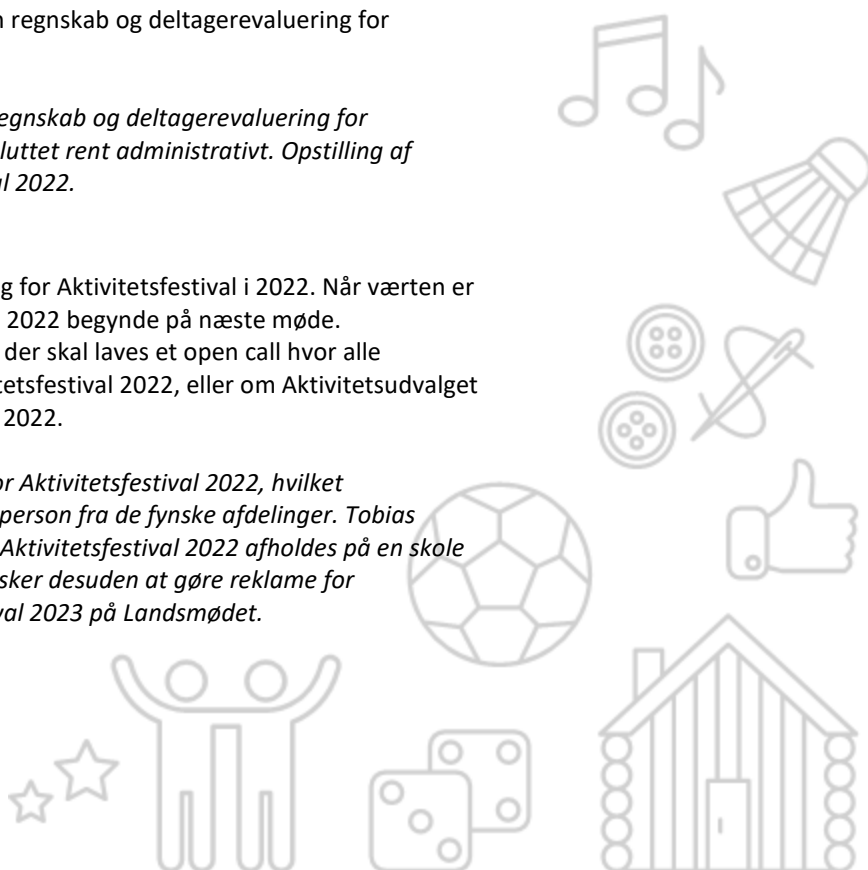 regnskab og deltagerevaluering for
egnskab og deltagerevaluering for
luttet rent administrativt. Opstilling af
2022.
g for Aktivitetsfestival i 2022. Når værten er
2022 begynde på næste møde.
der skal laves et open call hvor alle
tetsfestival 2022, eller om Aktivitetsudvalget
2022.
or Aktivitetsfestival 2022, hvilket
person fra de fynske afdelinger. Tobias
Aktivitetsfestival 2022 afholdes på en skole
sker desuden at gøre reklame for
val 2023 på Landsmødet.